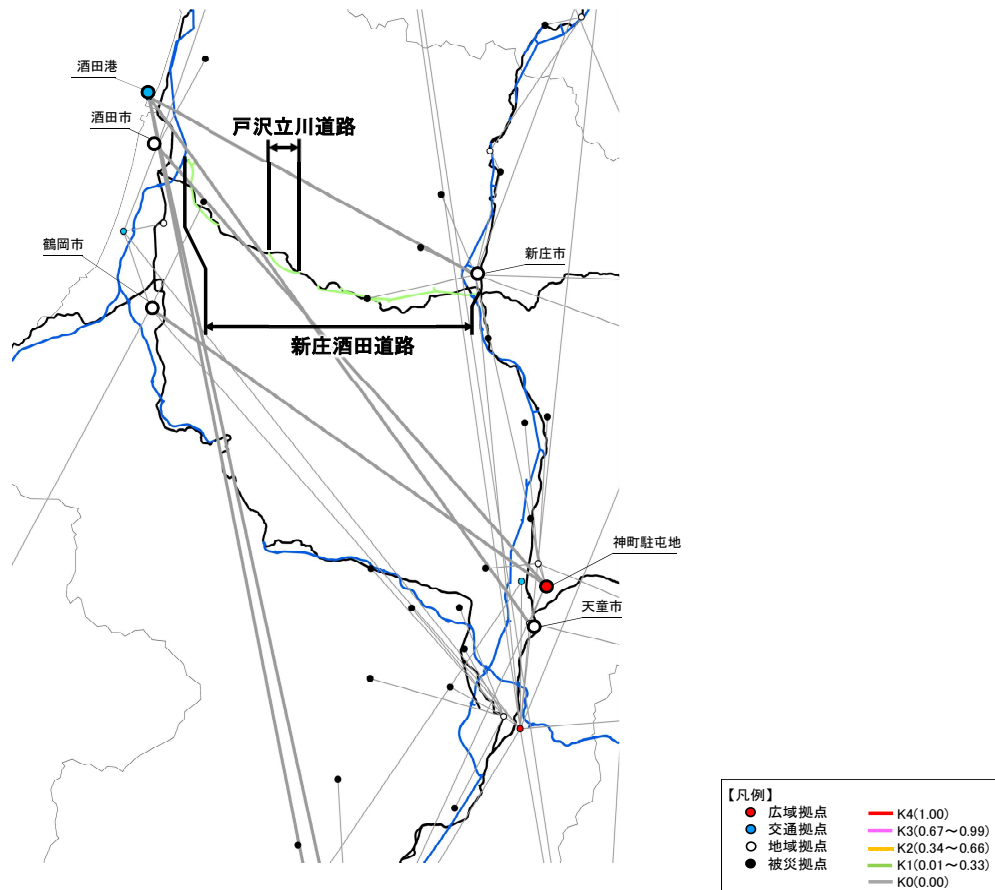 酒田港
酒田市
戸沢立川道路
鶴岡市
新庄市
新庄酒田道路
神町駐屯地
天童市
【凡例】
広域拠点
交通拠点
地域拠点
被災拠点
K4(1.00)
K3(0.67～0.99)
K2(0.34～0.66)
K1(0.01～0.33)
K0(0.00)